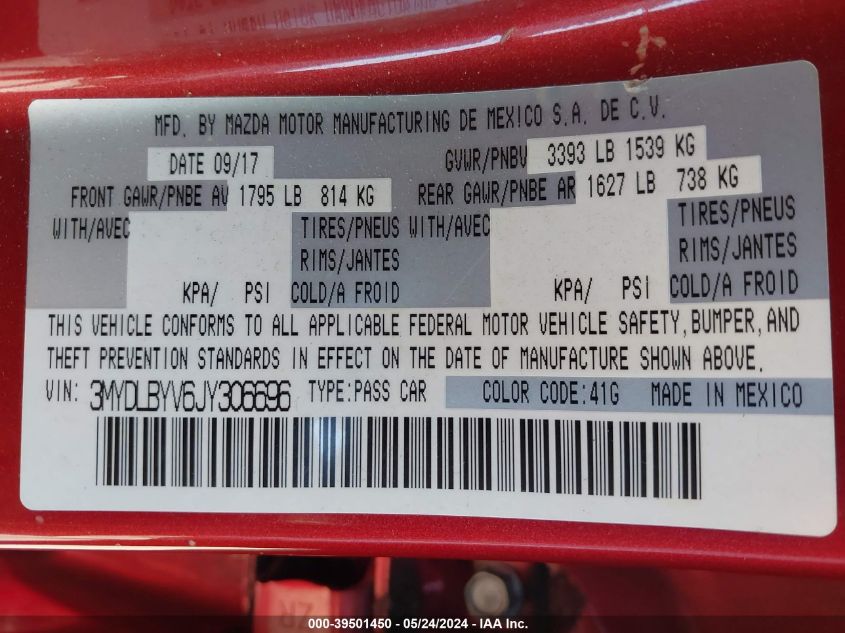 MFD. BY MAZDA MOTOR MANUFACTURING DE MEXICO S.A. DE C.V.
DATE 09/17 GVWR/PNBV 3393 LB 1539 KG
FRONT GAWR/PNBE AV 1795 LB 814 KG REAR GAWR/PNBE AR 1627 LB 738 KG
WITH/AVEC TIRES/PNEUS WITH/AVEC TIRES/PNEUS
RIMS/JANTES RIMS/JANTES
KPA/ PSI COLD/A FROID KPA/ PSI COLD/A FROID
THIS VEHICLE CONFORMS TO ALL APPLICABLE FEDERAL MOTOR VEHICLE SAFETY, BUMPER, AND
THEFT PREVENTION STANDARDS IN EFFECT ON THE DATE OF MANUFACTURE SHOWN ABOVE.
VIN: 3MYDLBYV6JY306696 TYPE:PASS CAR COLOR CODE:41G MADE IN MEXICO
ZR
000-39501450 - 05/24/2024 - IAA Inc.